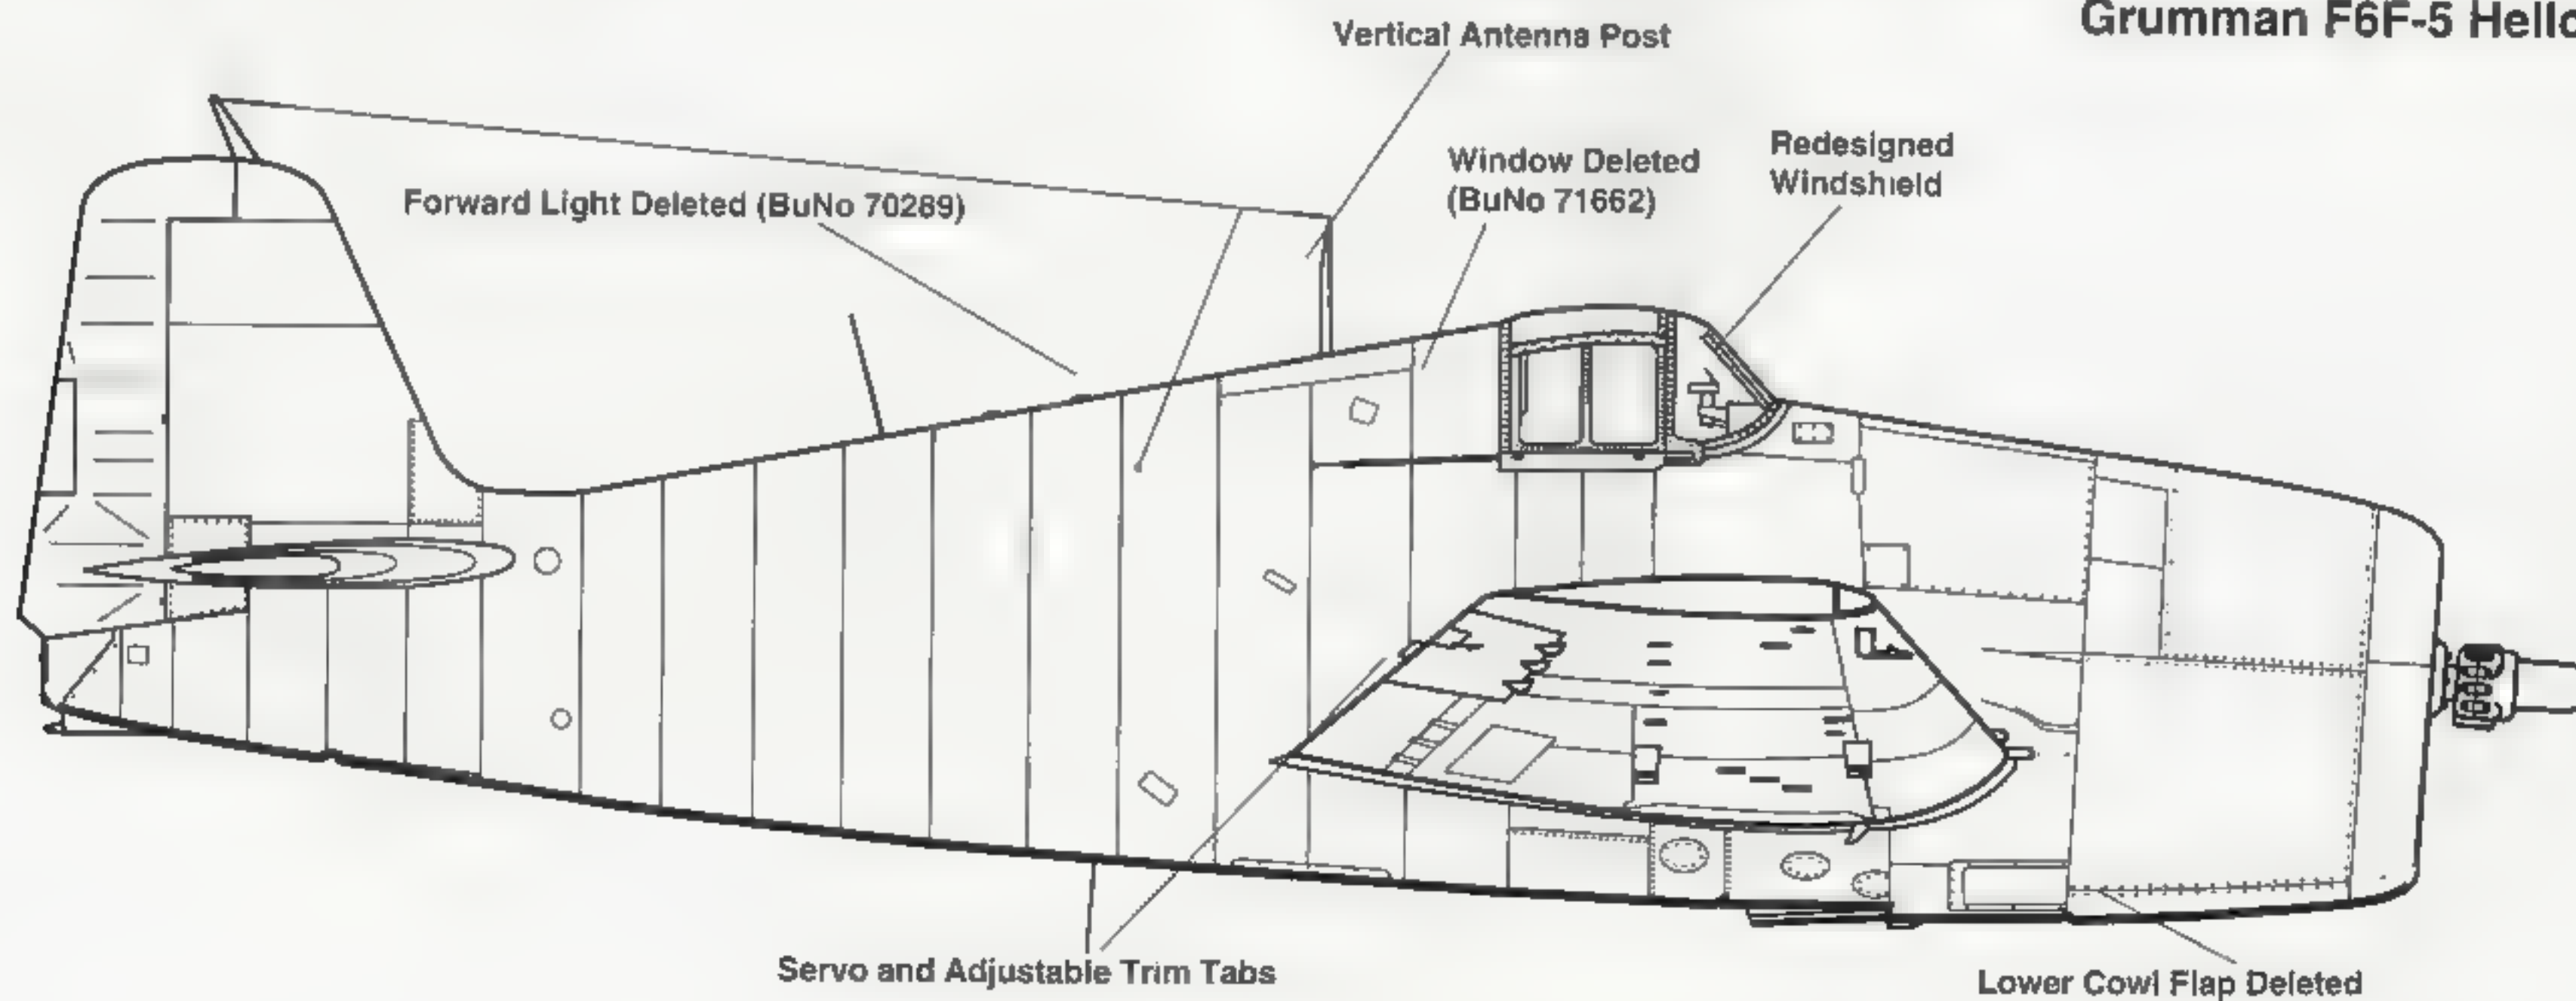 Grumman F6F-5 Hellc
Vertical Antenna Post
Redesigned
Windshield
Window Deleted
(BuNo 71662)
Forward Light Deleted (BuNo 70289)
Servo and Adjustable Trim Tabs
Lower Cowl Flap Deleted